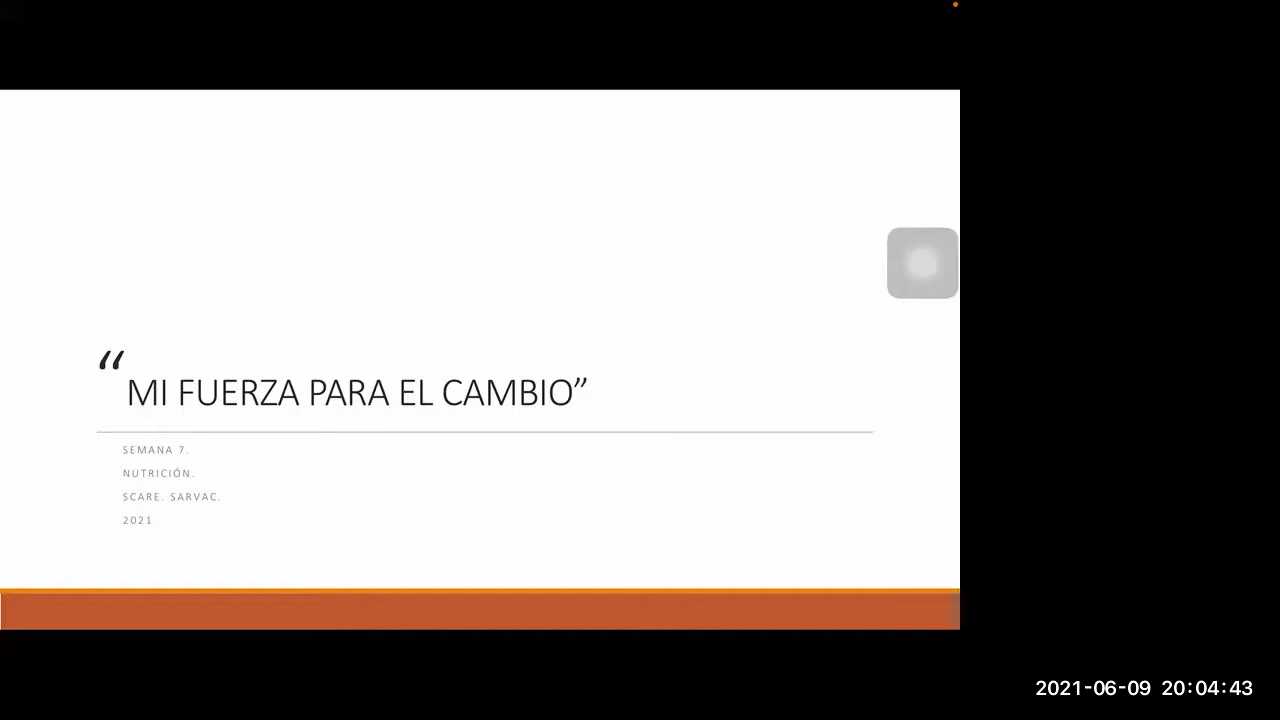 “MI FUERZA PARA EL CAMBIO”
SEMANA 7.
NUTRICIÓN.
SCARE. SARVAC.
2021
2021-06-09 20:04:43